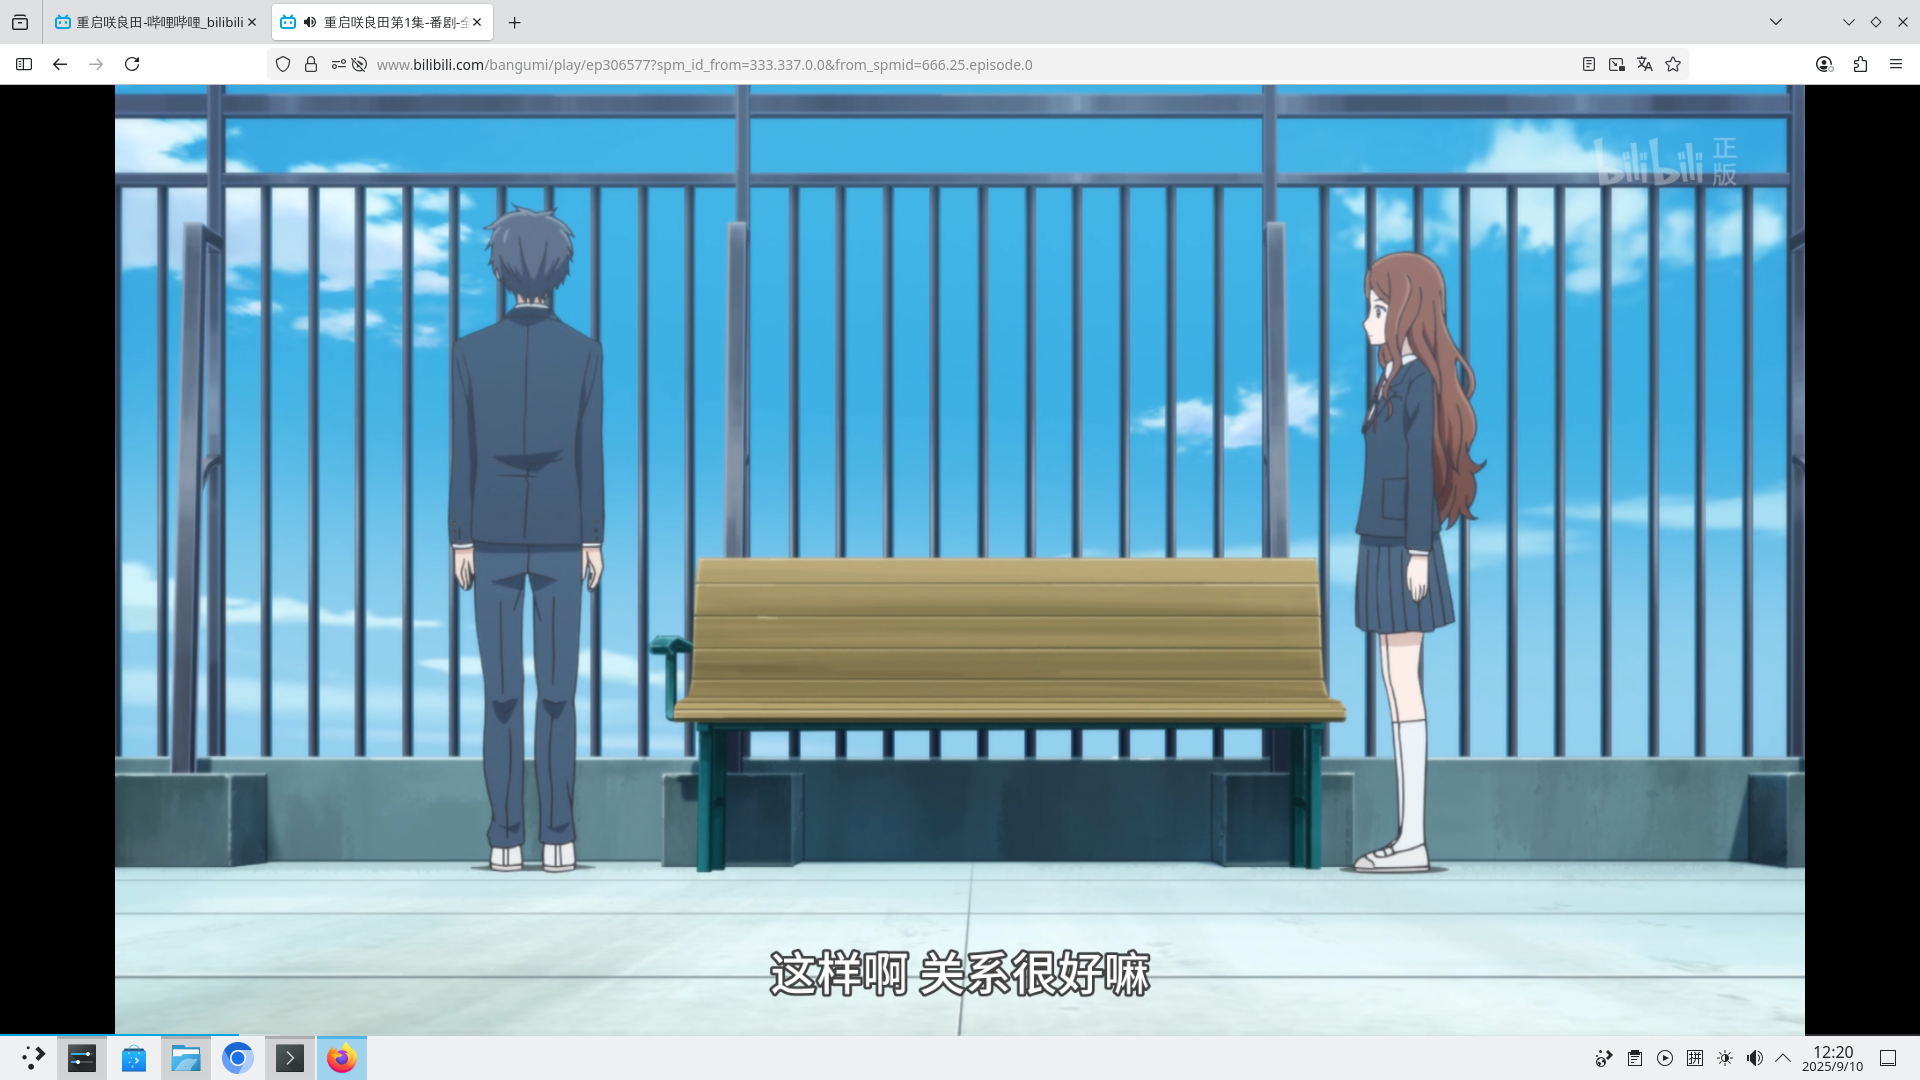 重启咲良田-哔哩哔哩_bilibili
重启咲良田第1集-番剧-全
www.bilibili.com/bangumi/play/ep306577?spm_id_from=333.337.0.0&from_spmid=666.25.episode.0
bilibili 正版
这样啊 关系很好嘛
拼
12:20
2025/9/10